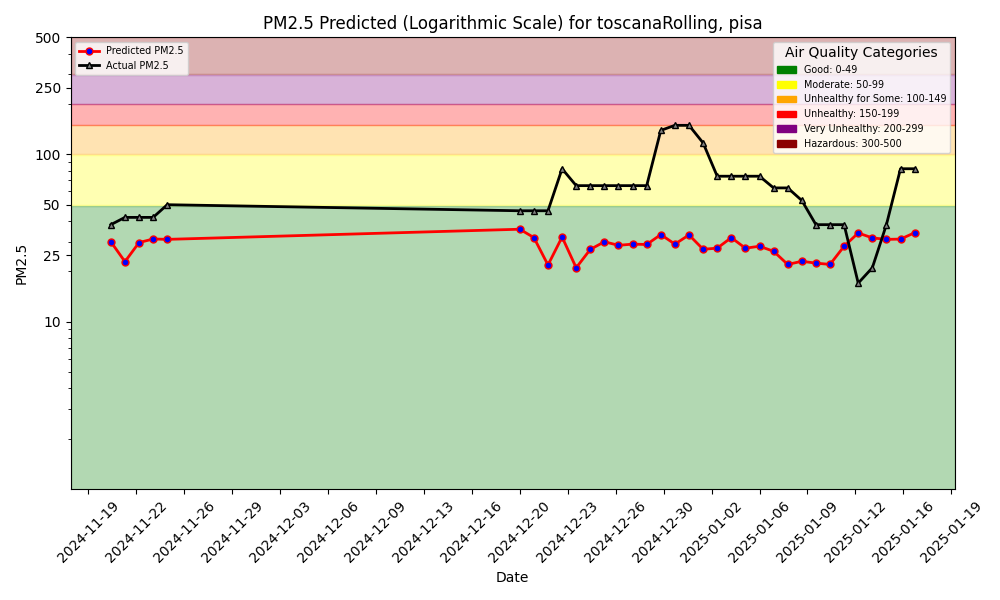 PM2.5 Predicted (Logarithmic Scale) for toscanaRolling, pisa
Predicted PM2.5
Actual PM2.5
Air Quality Categories
Good: 0-49
Moderate: 50-99
Unhealthy for Some: 100-149
Unhealthy: 150-199
Very Unhealthy: 200-299
Hazardous: 300-500
500
250
100
50
25
10
PM2.5
2024-11-19
2024-11-22
2024-11-26
2024-11-29
2024-12-03
2024-12-06
2024-12-09
2024-12-13
2024-12-16
2024-12-20
2024-12-23
2024-12-26
2024-12-30
2025-01-02
2025-01-06
2025-01-09
2025-01-12
2025-01-16
2025-01-19
Date